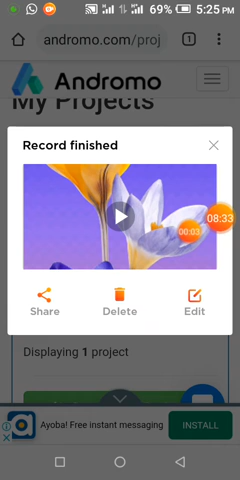 69% 5:25 PM
andromo.com/proj 1
Andromo
My Projects
Record finished
08:33
00:03
Share Delete Edit
Displaying 1 project
Ayoba! Free instant messaging INSTALL